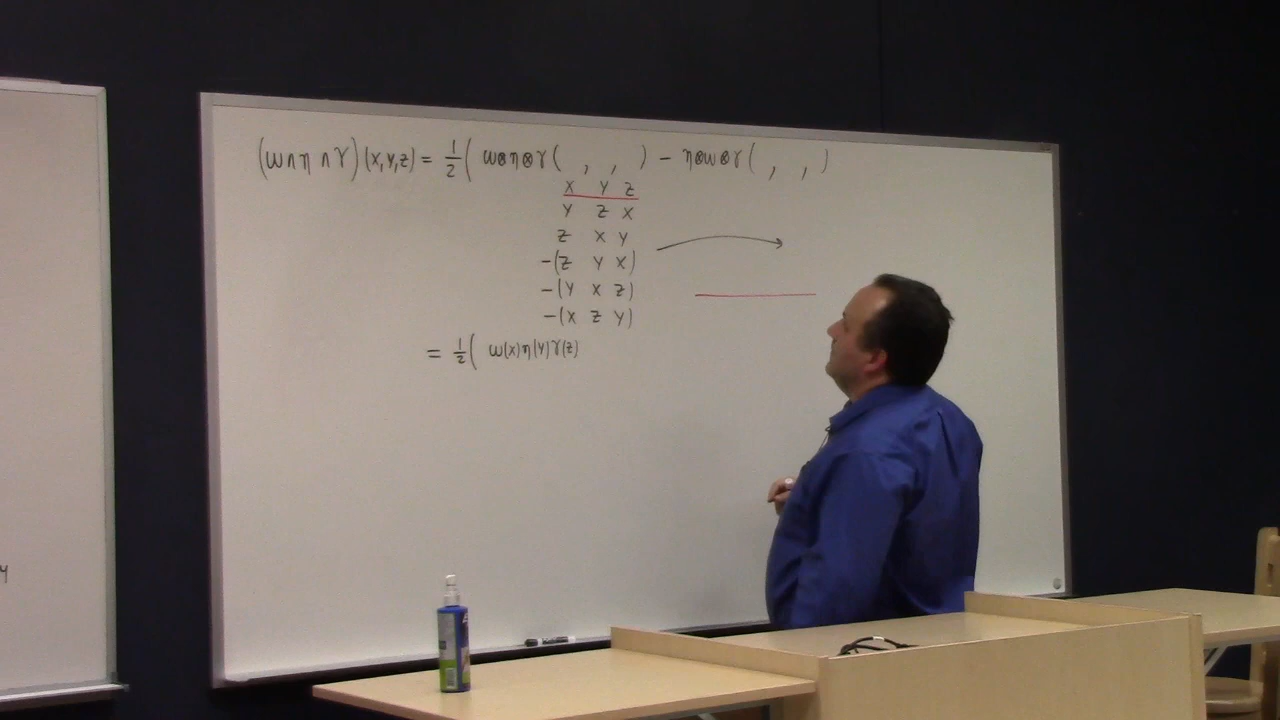 (ω∧η∧γ)(X,Y,Z) = 1/2( ω⊗η⊗γ( , , ) − η⊗ω⊗γ( , , )
X Y Z
Y Z X
Z X Y
-(Z Y X)
-(Y X Z)
-(X Z Y)
= 1/2( ω(X)η(Y)γ(Z)